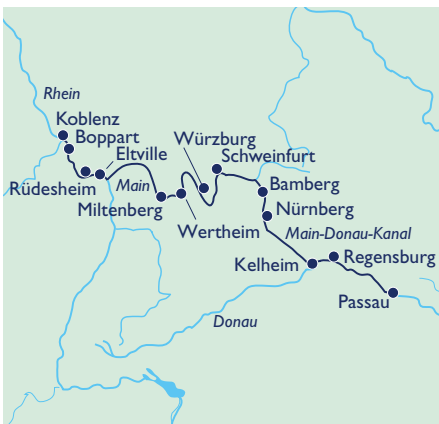 Rhein
Koblenz
Boppart
Eltville
Rüdesheim
Main
Miltenberg
Würzburg
Schweinfurt
Wertheim
Bamberg
Nürnberg
Main-Donau-Kanal
Kelheim
Regensburg
Passau
Donau